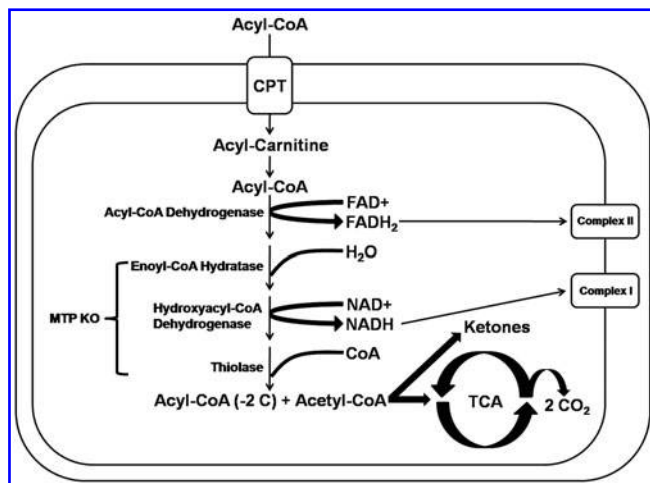 Acyl-CoA
CPT
Acyl-Carnitine
Acyl-CoA
Acyl-CoA Dehydrogenase
FAD+
FADH₂
Complex II
Enoyl-CoA Hydratase
H₂O
MTP KO
Hydroxyacyl-CoA
Dehydrogenase
NAD+
NADH
Complex I
Ketones
Thiolase
CoA
Acyl-CoA (-2 C) + Acetyl-CoA
TCA
2 CO₂